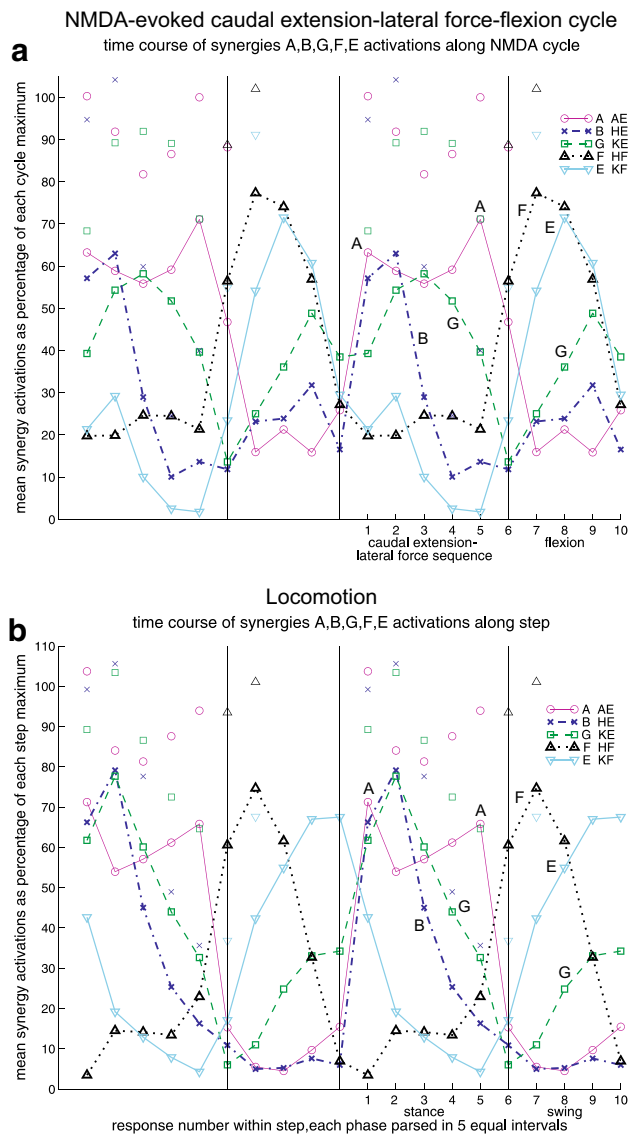 NMDA-evoked caudal extension-lateral force-flexion cycle
a
time course of synergies A,B,G,F,E activations along NMDA cycle
mean synergy activations as percentage of each cycle maximum
100
90
80
70
60
50
40
30
20
10
0
A AE
B HE
G KE
F HF
E KF
A
A
B
G
F
E
G
1 2 3 4 5 6 7 8 9 10
caudal extension-
lateral force sequence
flexion
Locomotion
b
time course of synergies A,B,G,F,E activations along step
mean synergy activations as percentage of each step maximum
110
100
90
80
70
60
50
40
30
20
10
0
A AE
B HE
G KE
F HF
E KF
A
A
B
G
F
E
G
1 2 3 4 5 6 7 8 9 10
stance
swing
response number within step,each phase parsed in 5 equal intervals